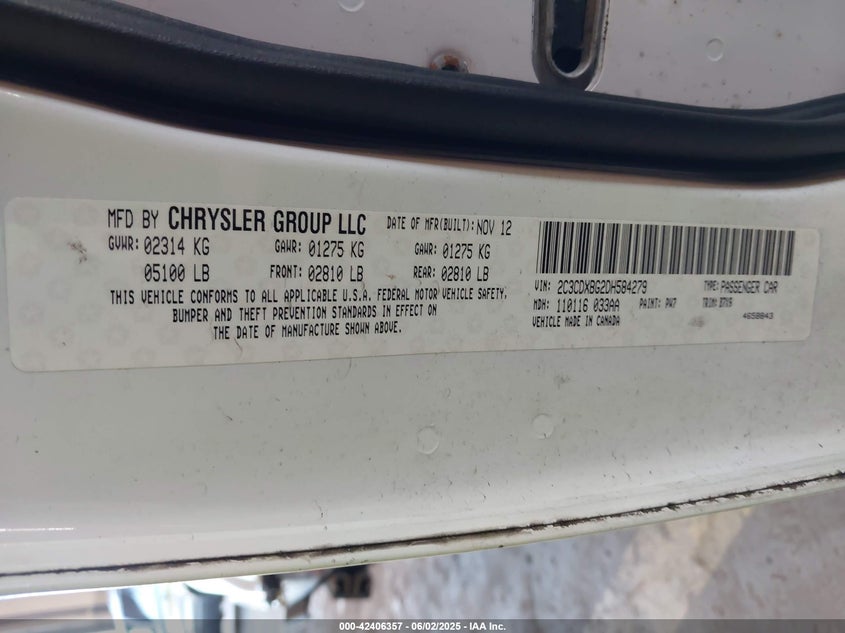 MFD BY CHRYSLER GROUP LLC DATE OF MFR(BUILT): NOV 12
GVWR: 02314 KG GAWR: 01275 KG GAWR: 01275 KG
05100 LB FRONT: 02810 LB REAR: 02810 LB
THIS VEHICLE CONFORMS TO ALL APPLICABLE U.S.A. FEDERAL MOTOR VEHICLE SAFETY,
BUMPER AND THEFT PREVENTION STANDARDS IN EFFECT ON
THE DATE OF MANUFACTURE SHOWN ABOVE.
VIN: 2C3CDXBG2DH584279 TYPE: PASSENGER CAR
MDH: 110116 033AA PAINT: PW7 TRIM:
VEHICLE MADE IN CANADA 4658843
000-42406357 - 06/02/2025 - IAA Inc.